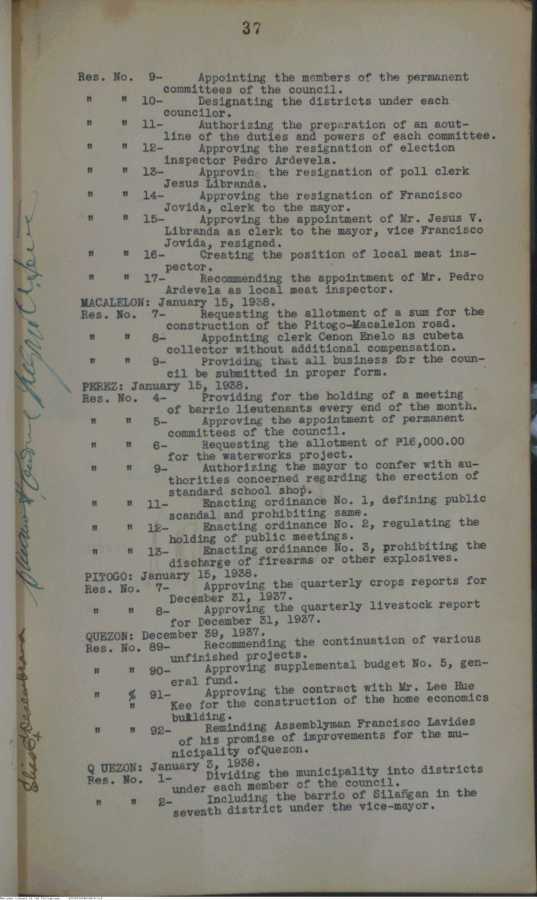 37
Res. No. 9- Appointing the members of the permanent
committees of the council.
" " 10- Designating the districts under each
councilor.
" " 11- Authorizing the preparation of an aout-
line of the duties and powers of each committee.
" " 12- Approving the resignation of election
inspector Pedro Ardevela.
" " 13- Approvin the resignation of poll clerk
Jesus Libranda.
" " 14- Approving the resignation of Francisco
Jovida, clerk to the mayor.
" " 15- Approving the appointment of Mr. Jesus V.
Libranda as clerk to the mayor, vice Francisco
Jovida, resigned.
" " 16- Creating the position of local meat ins-
pector.
" " 17- Recommending the appointment of Mr. Pedro
Ardevela as local meat inspector.
MACALELON: January 15, 1938.
Res. No. 7- Requesting the allotment of a sum for the
construction of the Pitogo-Macalelon road.
" " 8- Appointing clerk Cenon Enelo as cubeta
collector without additional compensation.
" " 9- Providing that all business for the coun-
cil be submitted in proper form.
PEREZ: January 15, 1938.
Res. No. 4- Providing for the holding of a meeting
of barrio lieutenants every end of the month.
" " 5- Approving the appointment of permanent
committees of the council.
" " 6- Requesting the allotment of ₱16,000.00
for the waterworks project.
" " 9- Authorizing the mayor to confer with au-
thorities concerned regarding the erection of
standard school shop.
" " 11- Enacting ordinance No. 1, defining public
scandal and prohibiting same.
" " 12- Enacting ordinance No. 2, regulating the
holding of public meetings.
" " 13- Enacting ordinance No. 3, prohibiting the
discharge of firearms or other explosives.
PITOGO: January 15, 1938.
Res. No. 7- Approving the quarterly crops reports for
December 31, 1937.
" " 8- Approving the quarterly livestock report
for December 31, 1937.
QUEZON: December 39, 1937.
Res. No. 89- Recommending the continuation of various
unfinished projects.
" " 90- Approving supplemental budget No. 5, gen-
eral fund.
" " 91- Approving the contract with Mr. Lee Hue
Kee for the construction of the home economics
building.
" " 92- Reminding Assemblyman Francisco Lavides
of his promise of improvements for the mu-
nicipality ofQuezon.
Q UEZON: January 3, 1938.
Res. No. 1- Dividing the municipality into districts
under each member of the council.
" " 2- Including the barrio of Silañgan in the
seventh district under the vice-mayor.